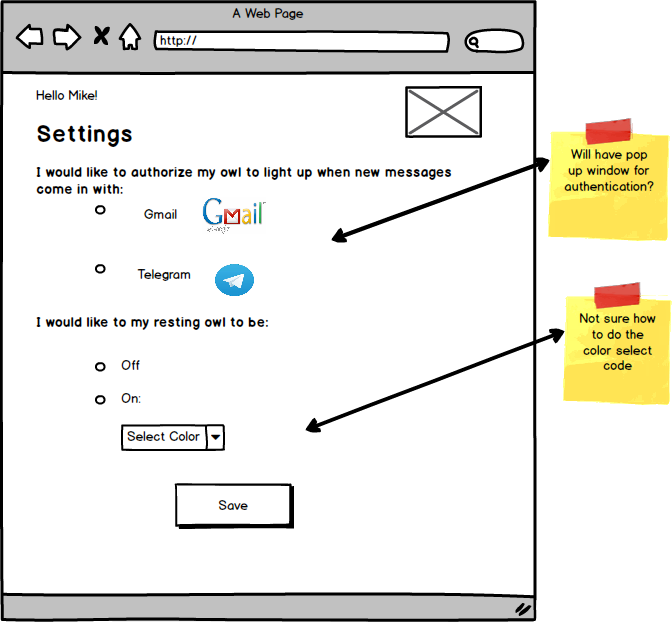 A Web Page
http://
Hello Mike!
Settings
I would like to authorize my owl to light up when new messages
come in with:
Gmail
Gmail
Telegram
I would like to my resting owl to be:
Off
On:
Select Color
Save
Will have pop
up window for
authentication?
Not sure how
to do the
color select
code